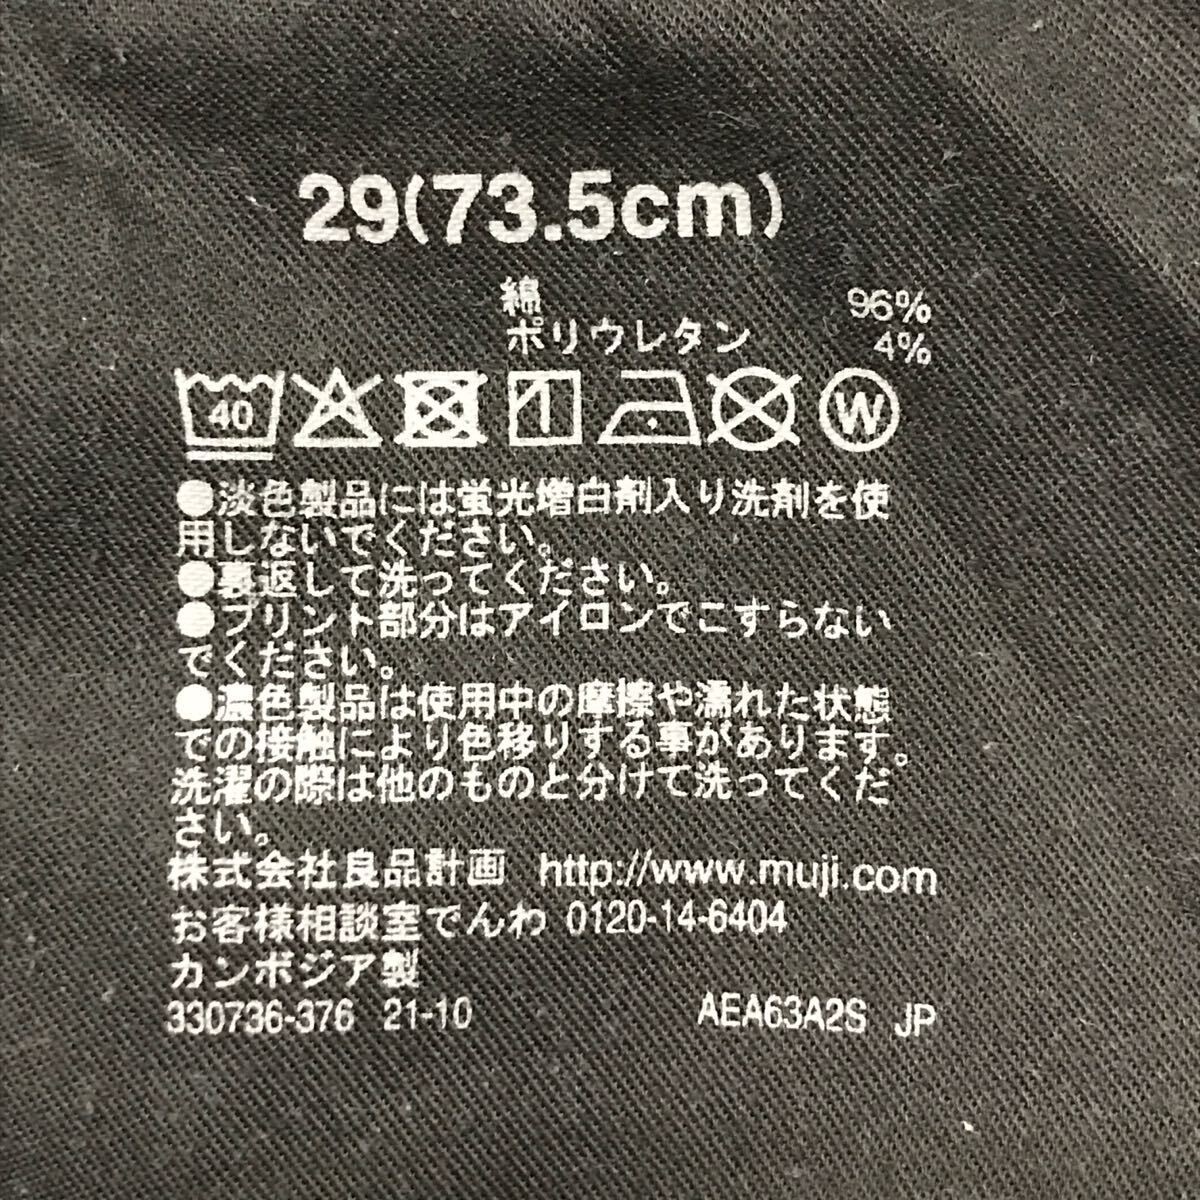 29(73.5cm)
綿 96%
ポリウレタン 4%
40 W
●淡色製品には蛍光増白剤入り洗剤を使
用しないでください。
●裏返して洗ってください。
●プリント部分はアイロンでこすらない
でください。
●濃色製品は使用中の摩擦や濡れた状態
での接触により色移りする事があります。
洗濯の際は他のものと分けて洗ってくだ
さい。
株式会社良品計画 http://www.muji.com
お客様相談室でんわ 0120-14-6404
カンボジア製
330736-376 21-10 AEA63A2S JP